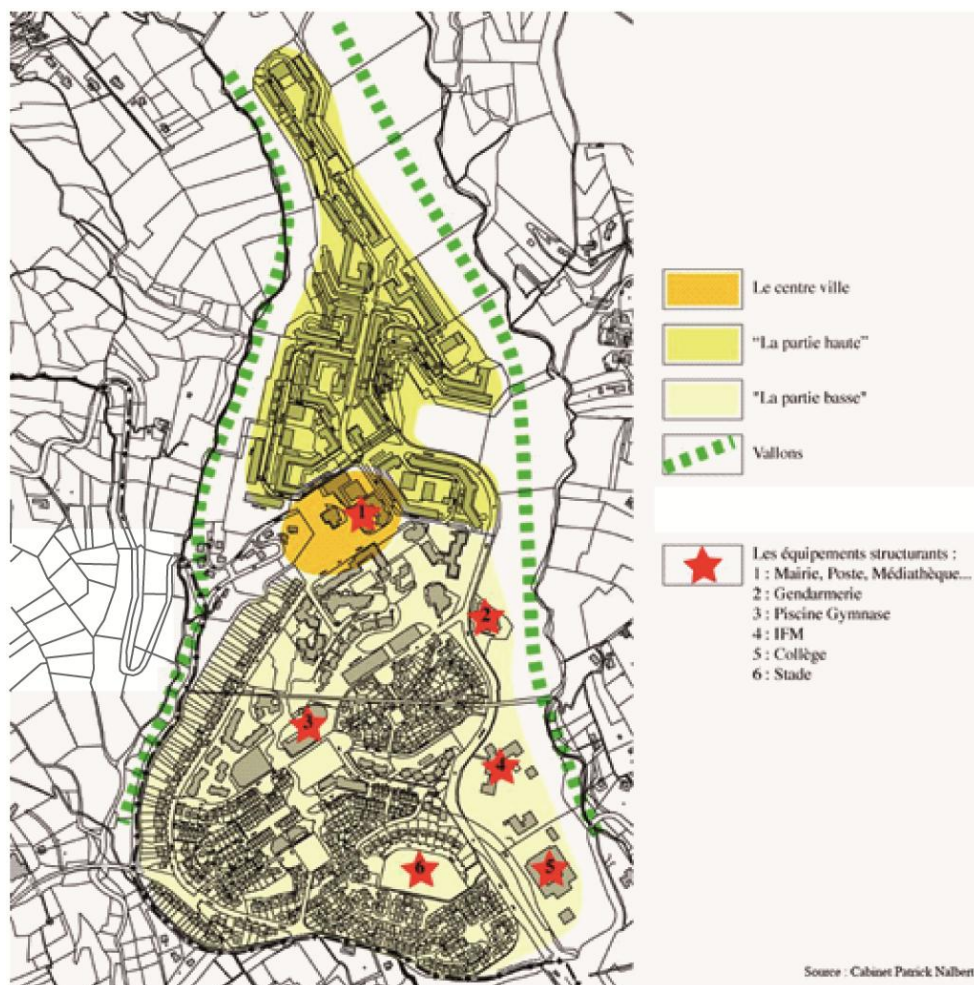 Le centre ville
“La partie haute”
"La partie basse"
Vallons
Les équipements structurants :
1 : Mairie, Poste, Médiathèque...
2 : Gendarmerie
3 : Piscine Gymnase
4 : IFM
5 : Collège
6 : Stade
1
2
3
4
6
5
Source : Cabinet Patrick Nalbert